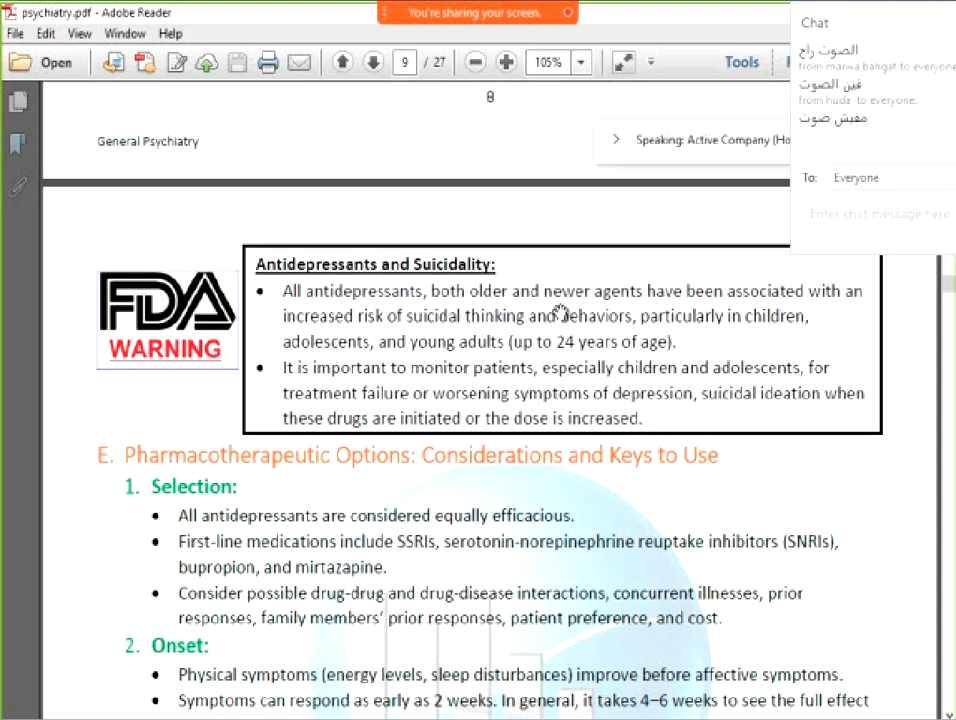 psychiatry.pdf - Adobe Reader
You're sharing your screen.
File Edit View Window Help
Open
9 / 27
105%
Tools
Chat
الصوت راح
from marwa bahgat to everyone
فين الصوت
from huda to everyone.
مفيش صوت
To: Everyone
Enter chat message here
8
General Psychiatry
Speaking: Active Company (Ho
FDA
WARNING
Antidepressants and Suicidality:
• All antidepressants, both older and newer agents have been associated with an
increased risk of suicidal thinking and behaviors, particularly in children,
adolescents, and young adults (up to 24 years of age).
• It is important to monitor patients, especially children and adolescents, for
treatment failure or worsening symptoms of depression, suicidal ideation when
these drugs are initiated or the dose is increased.
E. Pharmacotherapeutic Options: Considerations and Keys to Use
1. Selection:
• All antidepressants are considered equally efficacious.
• First-line medications include SSRIs, serotonin-norepinephrine reuptake inhibitors (SNRIs),
bupropion, and mirtazapine.
• Consider possible drug-drug and drug-disease interactions, concurrent illnesses, prior
responses, family members' prior responses, patient preference, and cost.
2. Onset:
• Physical symptoms (energy levels, sleep disturbances) improve before affective symptoms.
• Symptoms can respond as early as 2 weeks. In general, it takes 4–6 weeks to see the full effect